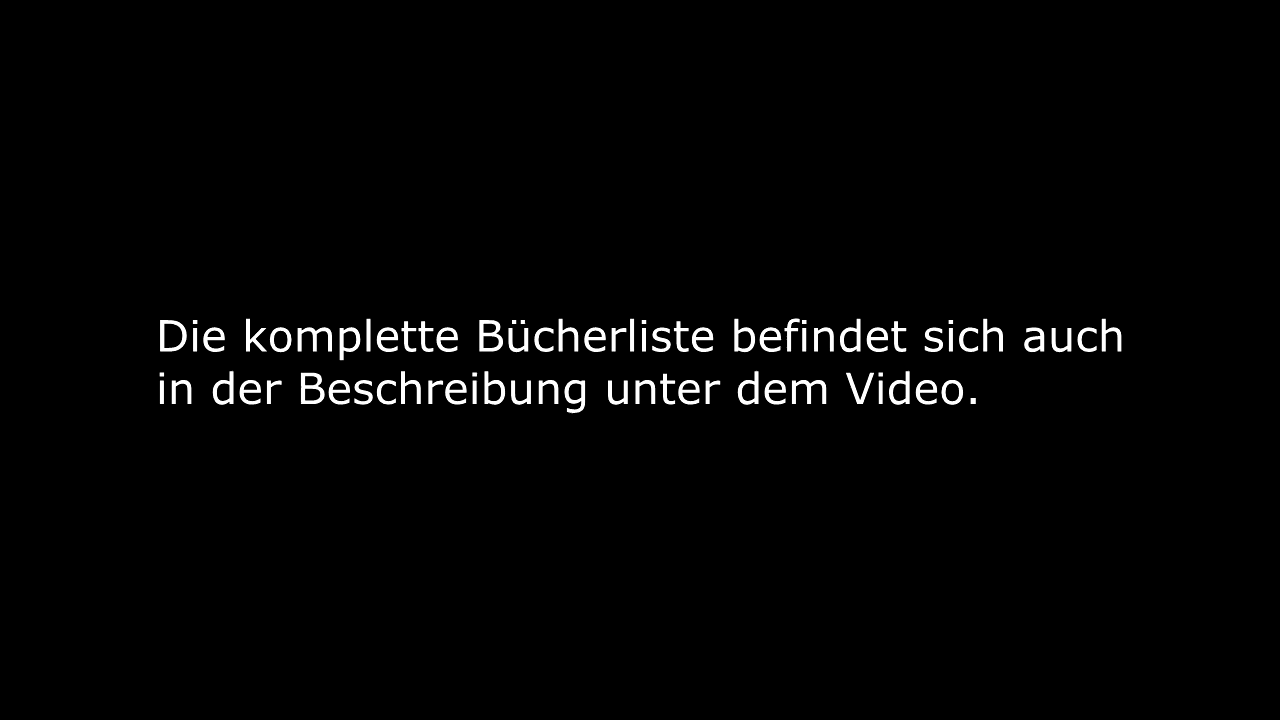 Die komplette Bücherliste befindet sich auch
in der Beschreibung unter dem Video.